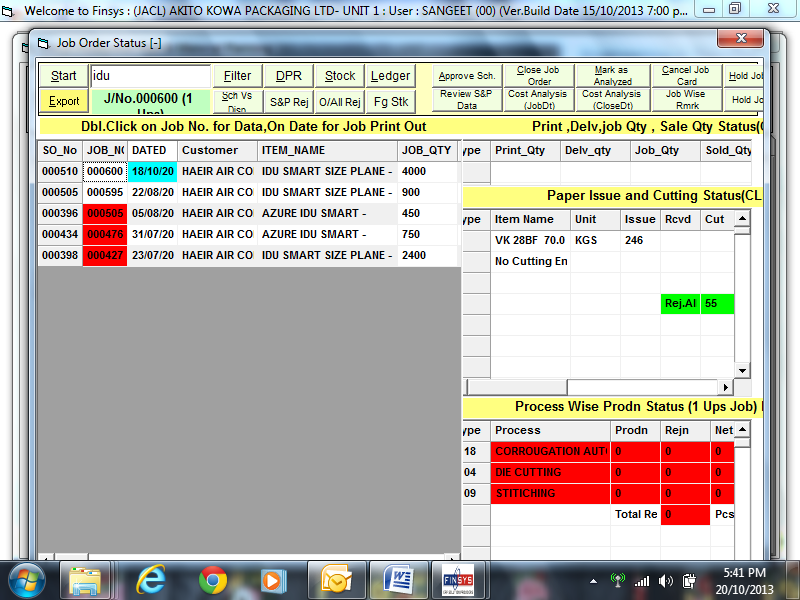 Welcome to Finsys : (JACL) AKITO KOWA PACKAGING LTD- UNIT 1 : User : SANGEET (00) (Ver.Build Date 15/10/2013 7:00 p...
Job Order Status [-]
Start idu Filter DPR Stock Ledger Approve Sch. Close Job Order Mark as Analyzed Cancel Job Card Hold Jo
Export J/No.000600 (1 Ups) Sch Vs Disp S&P Rej O/All Rej Fg Stk Review S&P Data Cost Analysis (JobDt) Cost Analysis (CloseDt) Job Wise Rmrk Hold Jo
Dbl.Click on Job No. for Data,On Date for Job Print Out Print ,Delv,job Qty , Sale Qty Status(
SO_No JOB_NO DATED Customer ITEM_NAME JOB_QTY ype Print_Qty Delv_qty Job_Qty Sold_Qty
000510 000600 18/10/20 HAEIR AIR CO IDU SMART SIZE PLANE - 4000
000505 000595 22/08/20 HAEIR AIR CO IDU SMART SIZE PLANE - 900
000396 000505 05/08/20 HAEIR AIR CO AZURE IDU SMART - 450
000434 000476 31/07/20 HAEIR AIR CO AZURE IDU SMART - 750
000398 000427 23/07/20 HAEIR AIR CO IDU SMART SIZE PLANE - 2400
Paper Issue and Cutting Status(CL
ype Item Name Unit Issue Rcvd Cut
VK 28BF 70.0 KGS 246
No Cutting En
Rej.Al 55
Process Wise Prodn Status (1 Ups Job)
ype Process Prodn Rejn Net
18 CORROUGATION AUT 0 0 0
04 DIE CUTTING 0 0 0
09 STITICHING 0 0 0
Total Re 0 Pcs
FINSYS
5:41 PM
20/10/2013